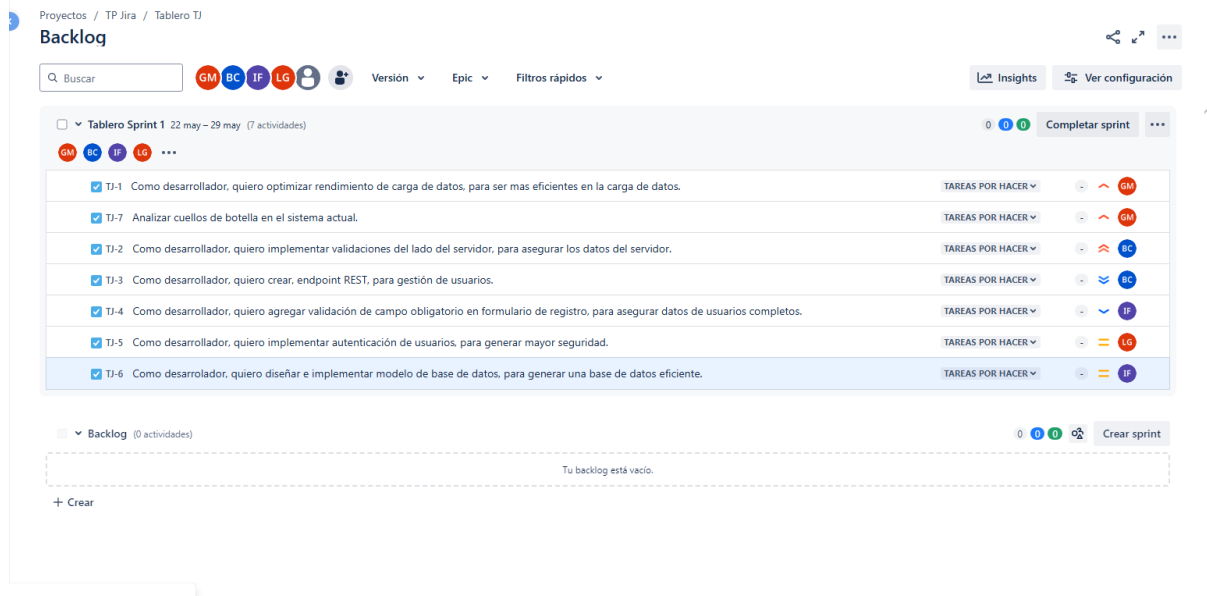 Proyectos / TP Jira / Tablero TJ
Backlog
Buscar GM BC IF LG Versión Epic Filtros rápidos Insights Ver configuración
Tablero Sprint 1 22 may – 29 may (7 actividades) 0 0 0 Completar sprint
GM BC IF LG
TJ-1 Como desarrollador, quiero optimizar rendimiento de carga de datos, para ser mas eficientes en la carga de datos. TAREAS POR HACER - GM
TJ-7 Analizar cuellos de botella en el sistema actual. TAREAS POR HACER - GM
TJ-2 Como desarrollador, quiero implementar validaciones del lado del servidor, para asegurar los datos del servidor. TAREAS POR HACER - BC
TJ-3 Como desarrollador, quiero crear, endpoint REST, para gestión de usuarios. TAREAS POR HACER - BC
TJ-4 Como desarrollador, quiero agregar validación de campo obligatorio en formulario de registro, para asegurar datos de usuarios completos. TAREAS POR HACER - IF
TJ-5 Como desarrollador, quiero implementar autenticación de usuarios, para generar mayor seguridad. TAREAS POR HACER - LG
TJ-6 Como desarrolador, quiero diseñar e implementar modelo de base de datos, para generar una base de datos eficiente. TAREAS POR HACER - IF
Backlog (0 actividades) 0 0 0 Crear sprint
Tu backlog está vacío.
+ Crear